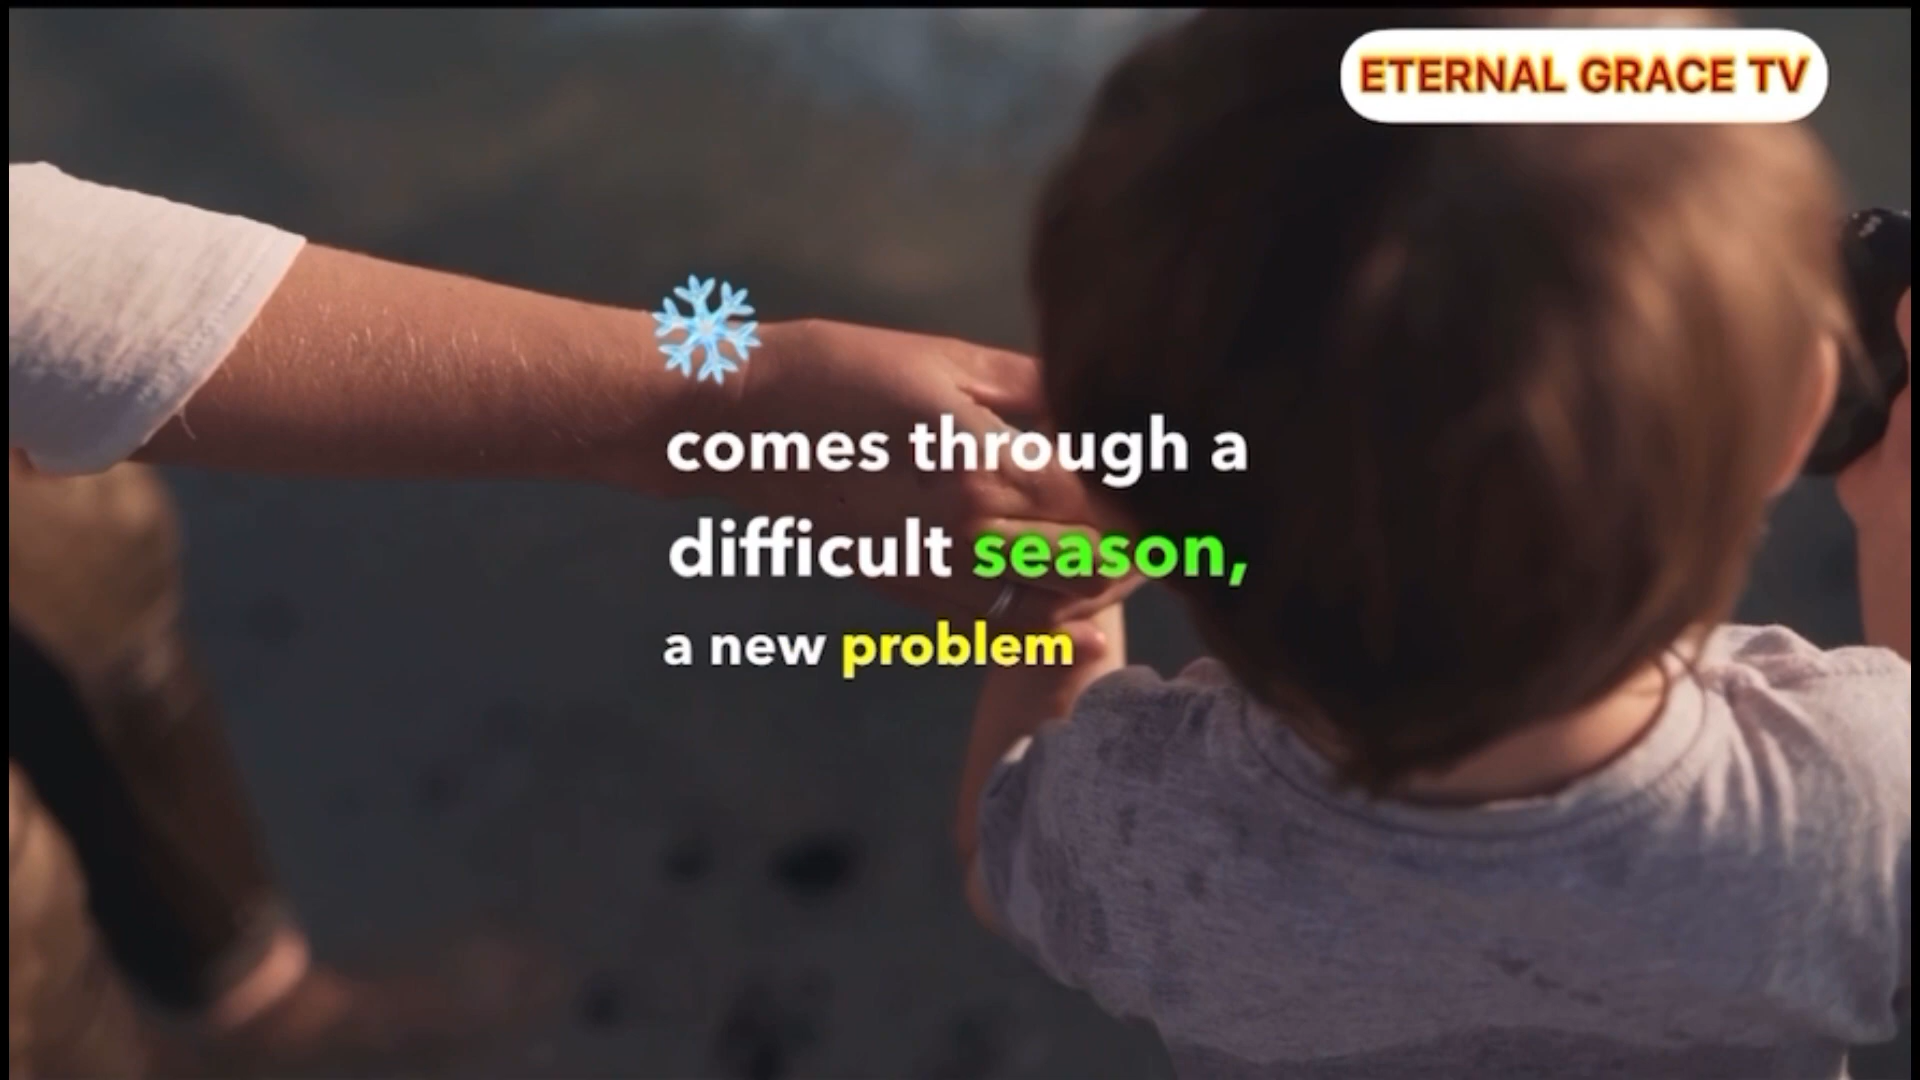 ETERNAL GRACE TV
comes through a
difficult season,
a new problem